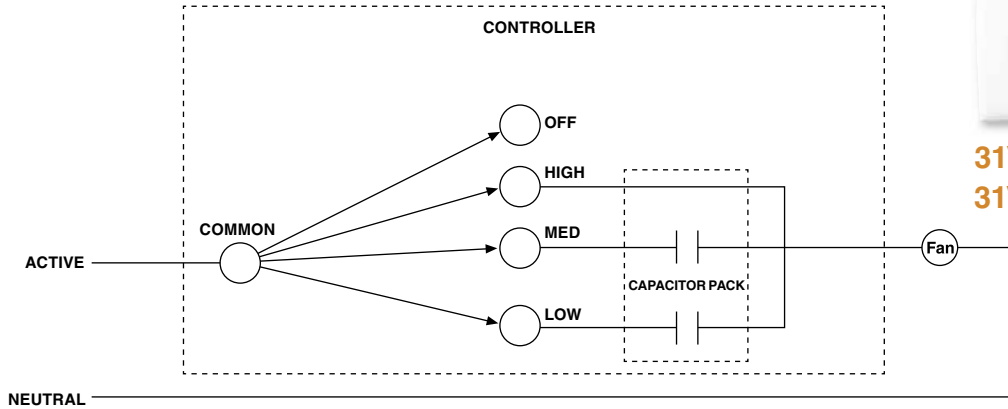 CONTROLLER
OFF
HIGH
COMMON
MED
ACTIVE
Fan
CAPACITOR PACK
LOW
NEUTRAL